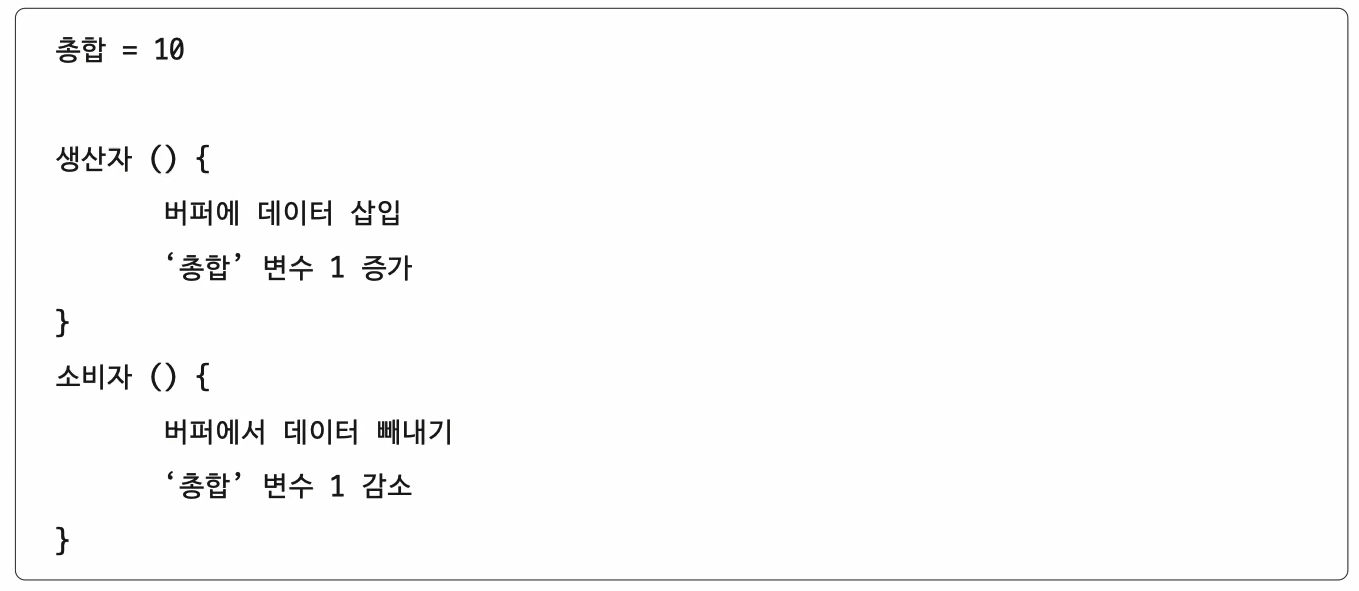 총합 = 10
생산자 () {
버퍼에 데이터 삽입
‘총합’ 변수 1 증가
}
소비자 () {
버퍼에서 데이터 빼내기
‘총합’ 변수 1 감소
}